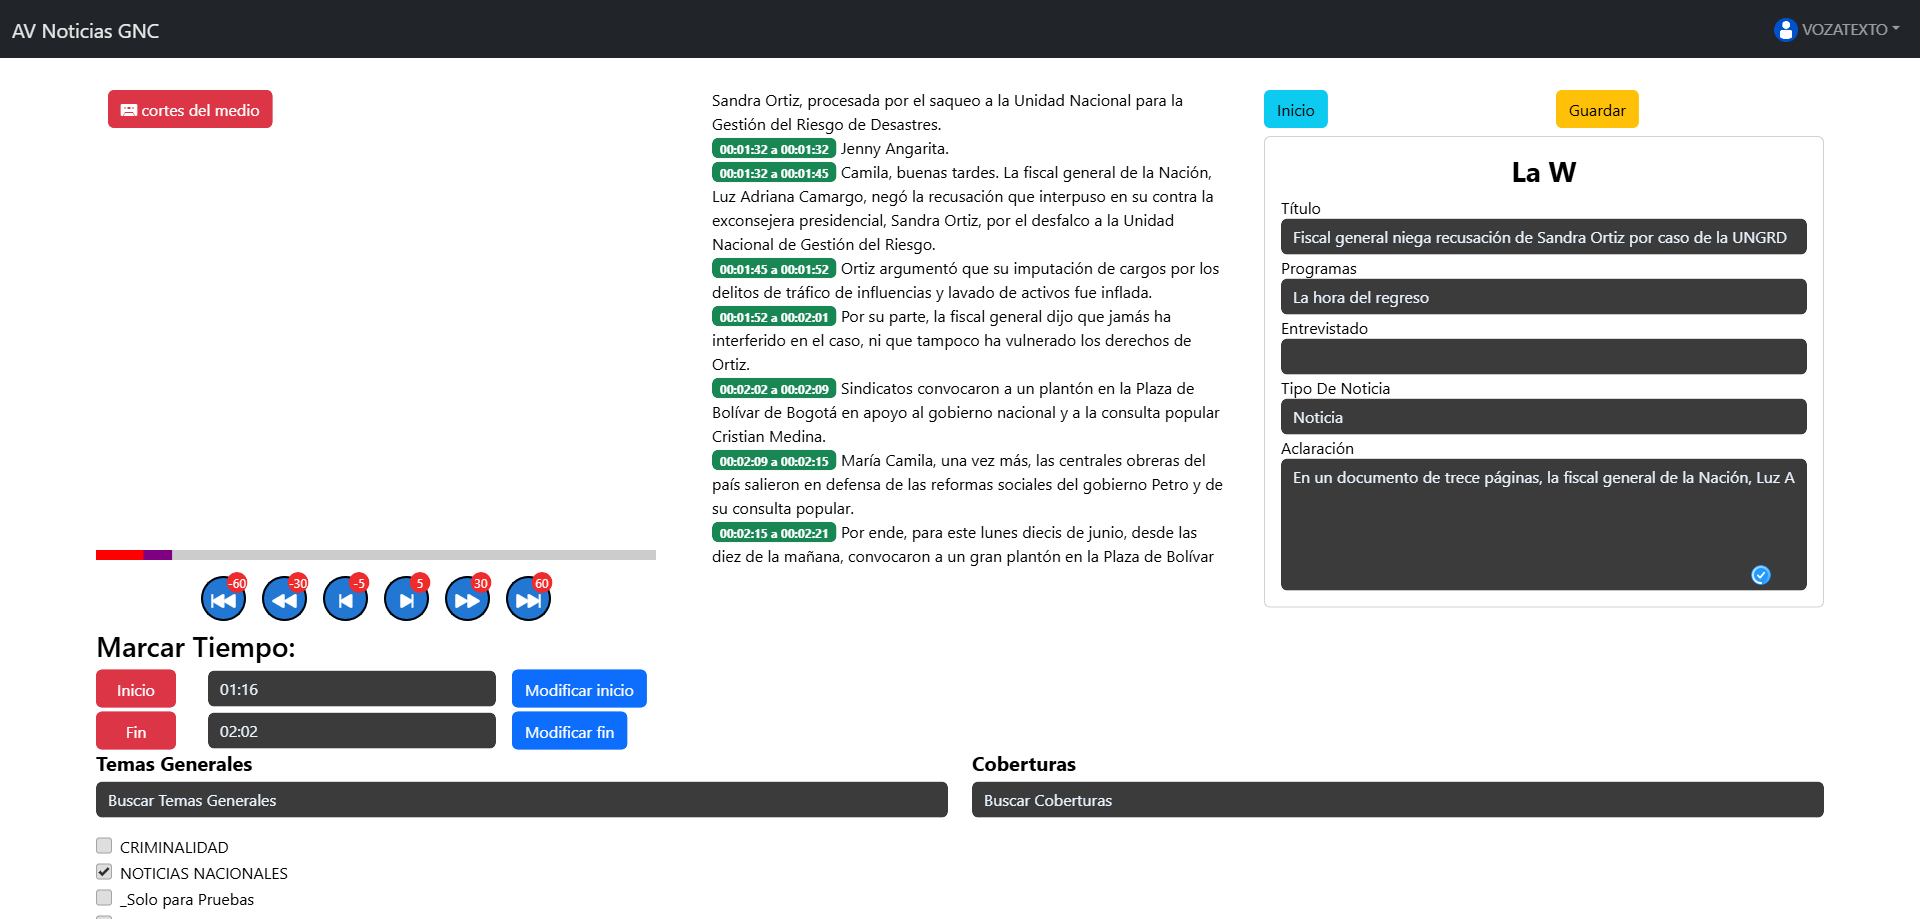 AV Noticias GNC
VOZATEXTO
cortes del medio
-60
-30
-5
5
30
60
Marcar Tiempo:
Inicio
01:16
Modificar inicio
Fin
02:02
Modificar fin
Sandra Ortiz, procesada por el saqueo a la Unidad Nacional para la
Gestión del Riesgo de Desastres.
00:01:32 a 00:01:32 Jenny Angarita.
00:01:32 a 00:01:45 Camila, buenas tardes. La fiscal general de la Nación,
Luz Adriana Camargo, negó la recusación que interpuso en su contra la
exconsejera presidencial, Sandra Ortiz, por el desfalco a la Unidad
Nacional de Gestión del Riesgo.
00:01:45 a 00:01:52 Ortiz argumentó que su imputación de cargos por los
delitos de tráfico de influencias y lavado de activos fue inflada.
00:01:52 a 00:02:01 Por su parte, la fiscal general dijo que jamás ha
interferido en el caso, ni que tampoco ha vulnerado los derechos de
Ortiz.
00:02:02 a 00:02:09 Sindicatos convocaron a un plantón en la Plaza de
Bolívar de Bogotá en apoyo al gobierno nacional y a la consulta popular
Cristian Medina.
00:02:09 a 00:02:15 María Camila, una vez más, las centrales obreras del
país salieron en defensa de las reformas sociales del gobierno Petro y de
su consulta popular.
00:02:15 a 00:02:21 Por ende, para este lunes diecis de junio, desde las
diez de la mañana, convocaron a un gran plantón en la Plaza de Bolívar
Inicio
Guardar
La W
Título
Fiscal general niega recusación de Sandra Ortiz por caso de la UNGRD
Programas
La hora del regreso
Entrevistado
Tipo De Noticia
Noticia
Aclaración
En un documento de trece páginas, la fiscal general de la Nación, Luz A
Temas Generales
Buscar Temas Generales
CRIMINALIDAD
NOTICIAS NACIONALES
_Solo para Pruebas
Coberturas
Buscar Coberturas